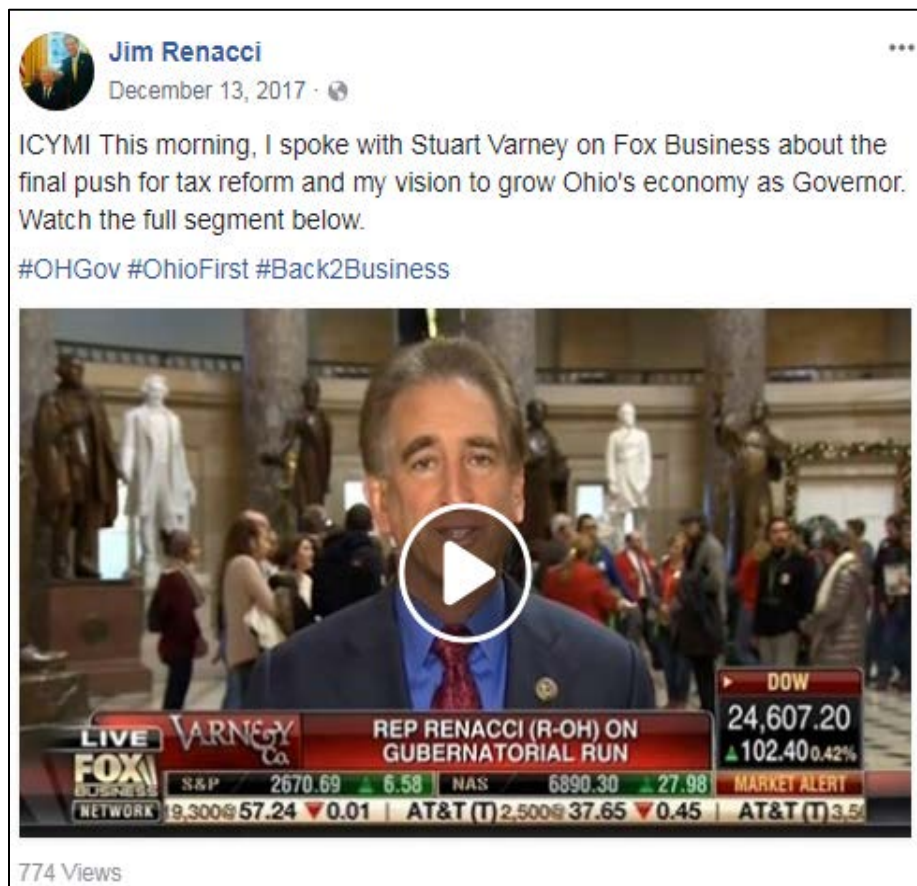 Jim Renacci
December 13, 2017 ·
ICYMI This morning, I spoke with Stuart Varney on Fox Business about the
final push for tax reform and my vision to grow Ohio's economy as Governor.
Watch the full segment below.
#OHGov #OhioFirst #Back2Business
DOW
24,607.20
▲102.40 0.42%
LIVE
VARNEY
& Co.
REP RENACCI (R-OH) ON
GUBERNATORIAL RUN
FOX
BUSINESS
NETWORK
S&P 2670.69 ▲ 6.58 NAS 6890.30 ▲ 27.98 MARKET ALERT
19,300@57.24 ▼0.01 | AT&T (T) 2,500@ 37.65 ▼0.45 | AT&T (T) 3,5
774 Views